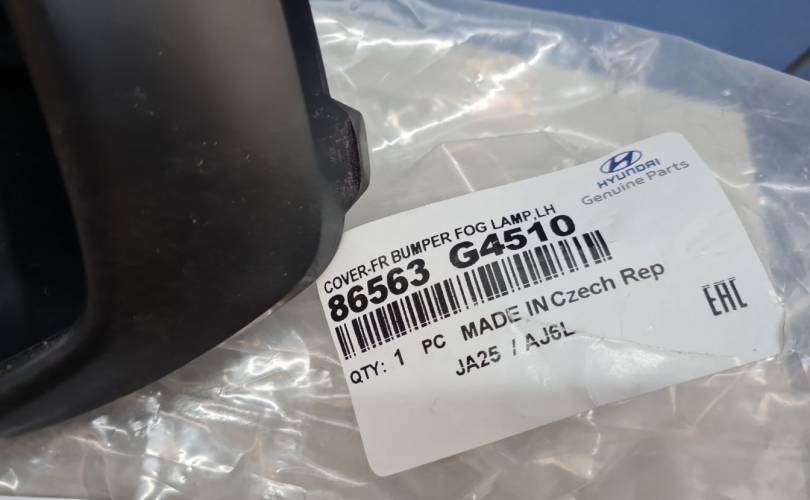 HYUNDAI
Genuine Parts
COVER-FR BUMPER FOG LAMP,LH
86563 G4510
QTY: 1 PC MADE IN Czech Rep
JA25 / AJ6L
EAC